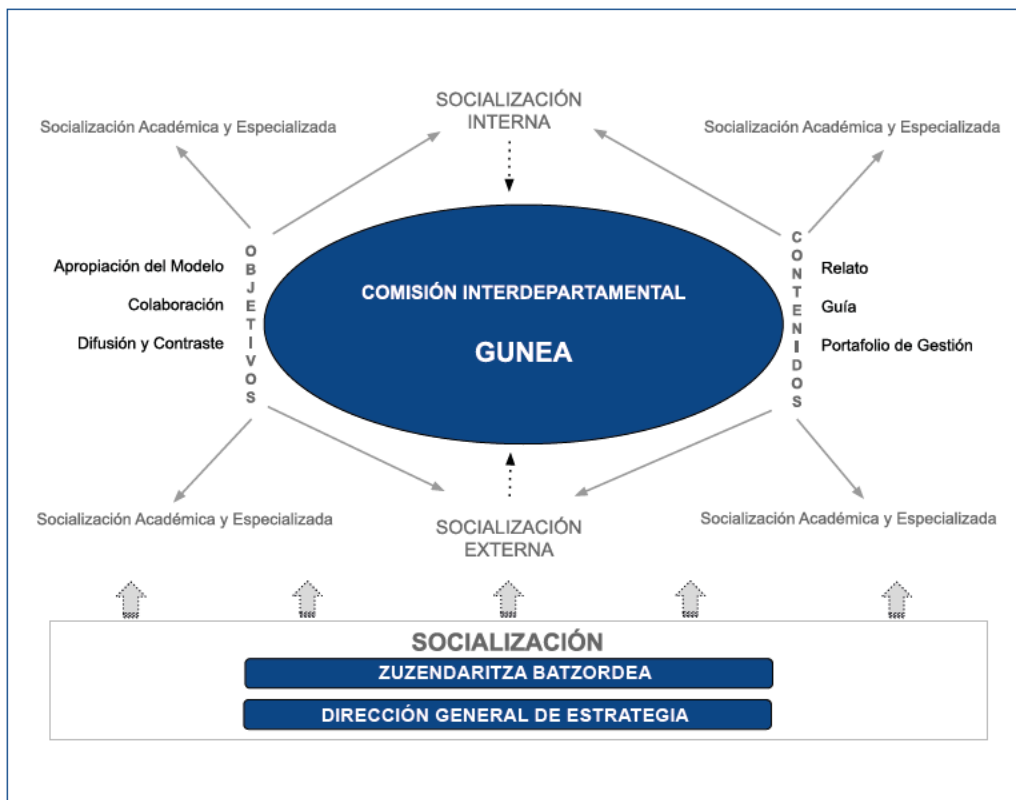 SOCIALIZACIÓN
INTERNA
Socialización Académica y Especializada
Socialización Académica y Especializada
OBJETIVOS
Apropiación del Modelo
Colaboración
Difusión y Contraste
COMISIÓN INTERDEPARTAMENTAL
GUNEA
CONTENIDOS
Relato
Guía
Portafolio de Gestión
Socialización Académica y Especializada
SOCIALIZACIÓN
EXTERNA
Socialización Académica y Especializada
SOCIALIZACIÓN
ZUZENDARITZA BATZORDEA
DIRECCIÓN GENERAL DE ESTRATEGIA